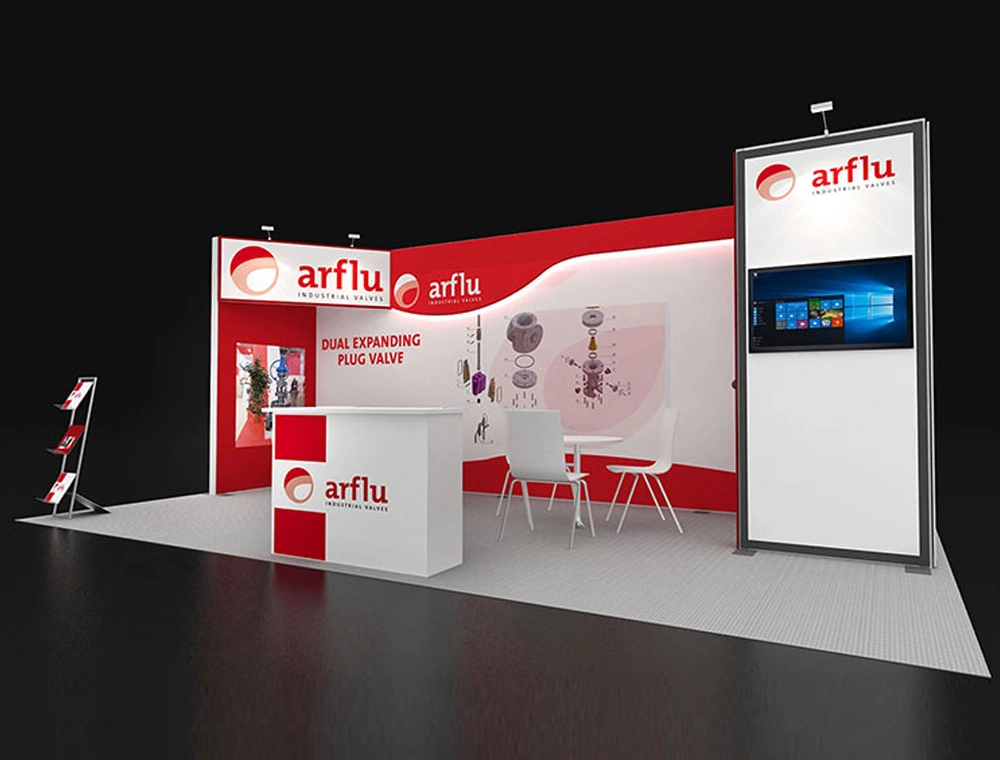 arflu
INDUSTRIAL VALVES
arflu
INDUSTRIAL VALVES
arflu
INDUSTRIAL VALVES
DUAL EXPANDING
PLUG VALVE
arflu
INDUSTRIAL VALVES